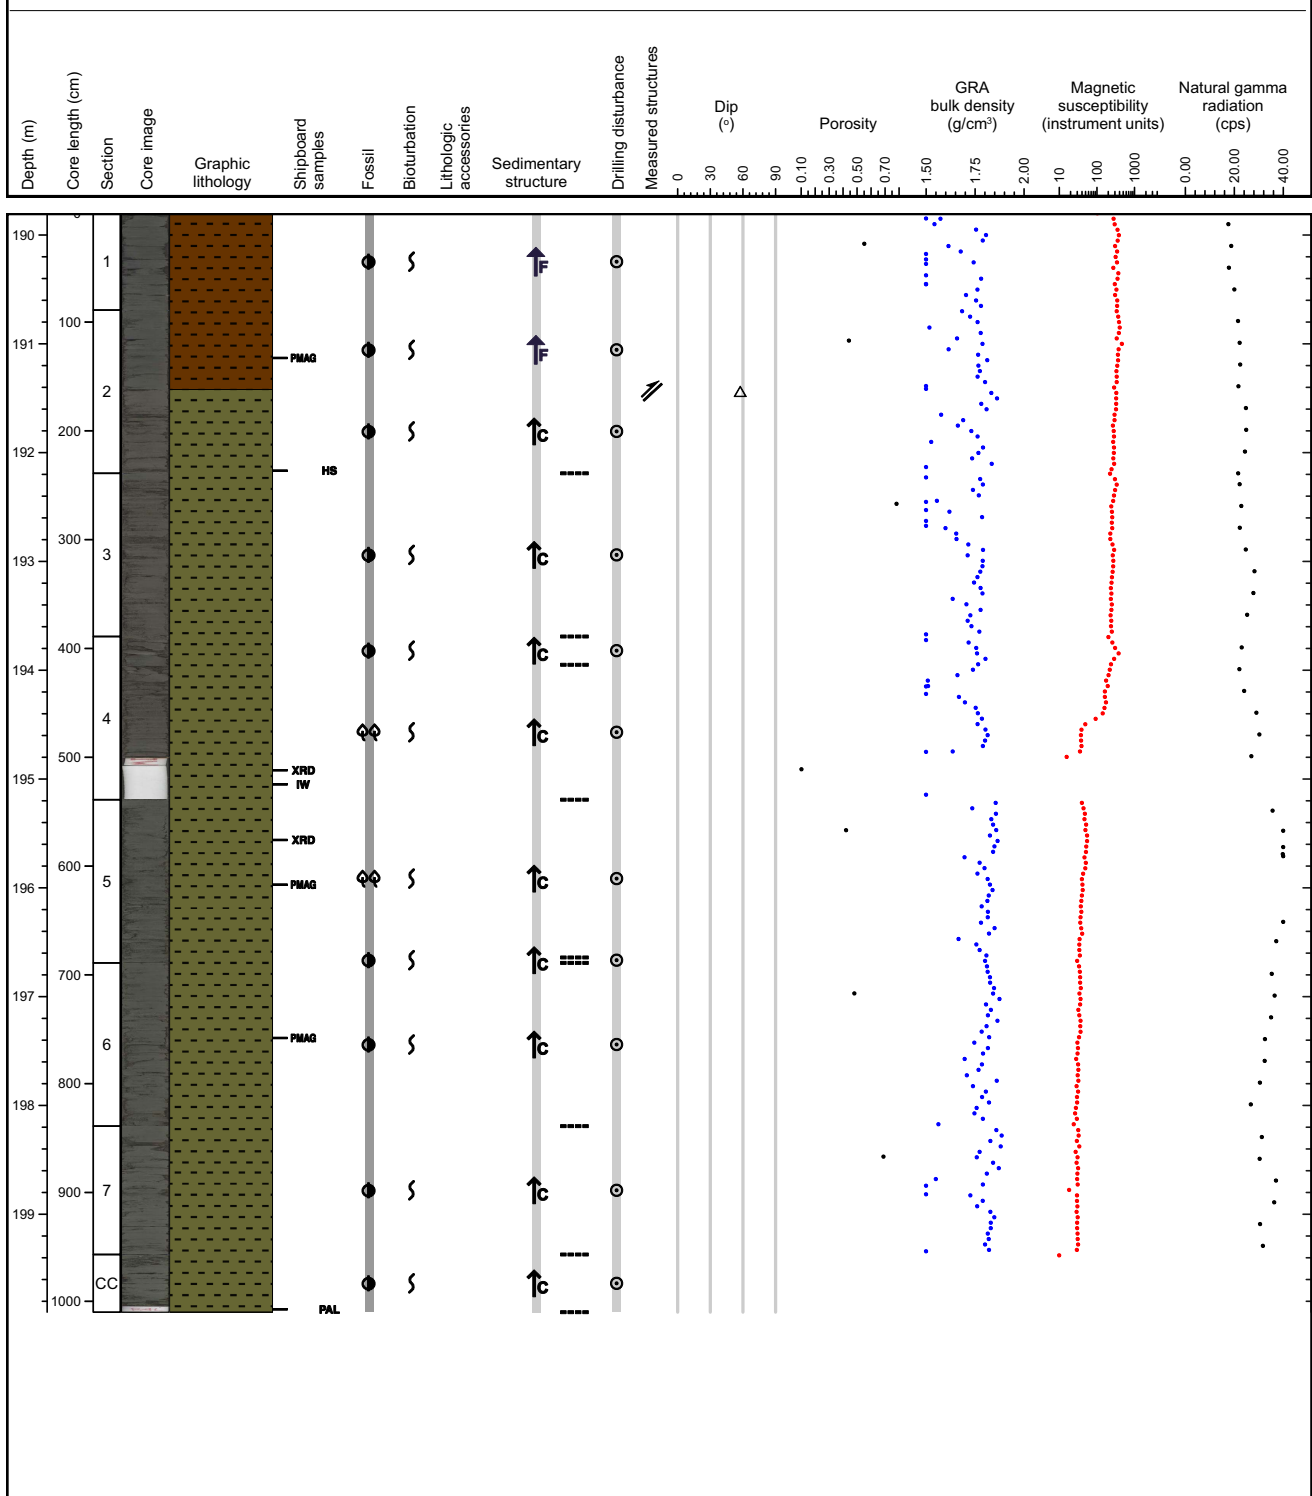 Depth (m)
Core length (cm)
Section
Core image
Graphic
lithology
Shipboard
samples
Fossil
Bioturbation
Lithologic
accessories
Sedimentary
structure
Drilling disturbance
Measured structures
Dip
(o)
Porosity
GRA
bulk density
(g/cm3)
Magnetic
susceptibility
(instrument units)
Natural gamma
radiation
(cps)
0 30 60 90
0.10 0.30 0.50 0.70
1.50 1.75 2.00
10 100 1000
0.00 20.00 40.00
190
1
F
100
191
PMAG
F
2
200
C
192
HS
300
3
C
193
400
C
194
4
C
500
XRD
195
IW
XRD
600
5
C
196
PMAG
C
700
197
6
PMAG
C
800
198
7
900
C
199
CC
C
1000
PAL